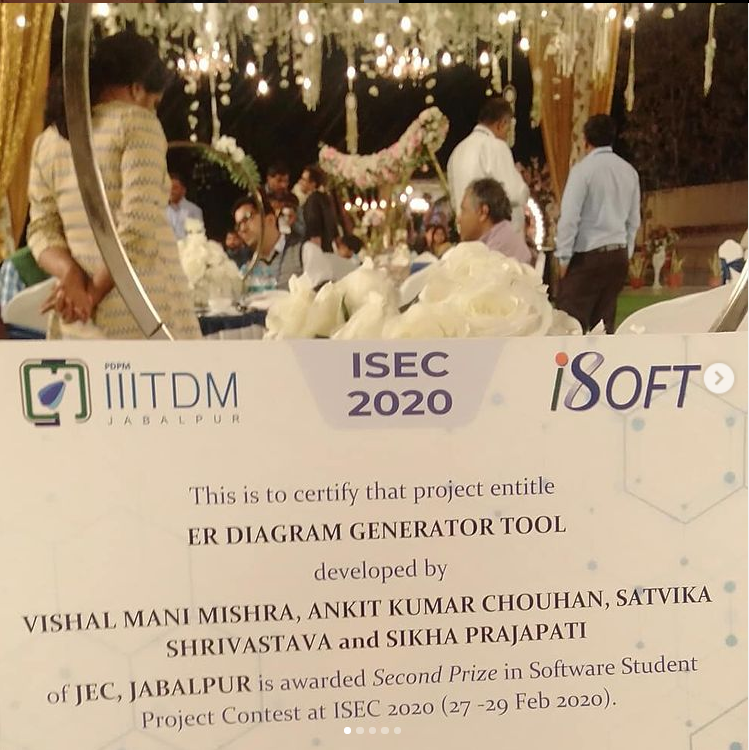 PDPM
IIITDM
JABALPUR
ISEC
2020
iSOFT
This is to certify that project entitle
ER DIAGRAM GENERATOR TOOL
developed by
VISHAL MANI MISHRA, ANKIT KUMAR CHOUHAN, SATVIKA
SHRIVASTAVA and SIKHA PRAJAPATI
of JEC, JABALPUR is awarded Second Prize in Software Student
Project Contest at ISEC 2020 (27 -29 Feb 2020).